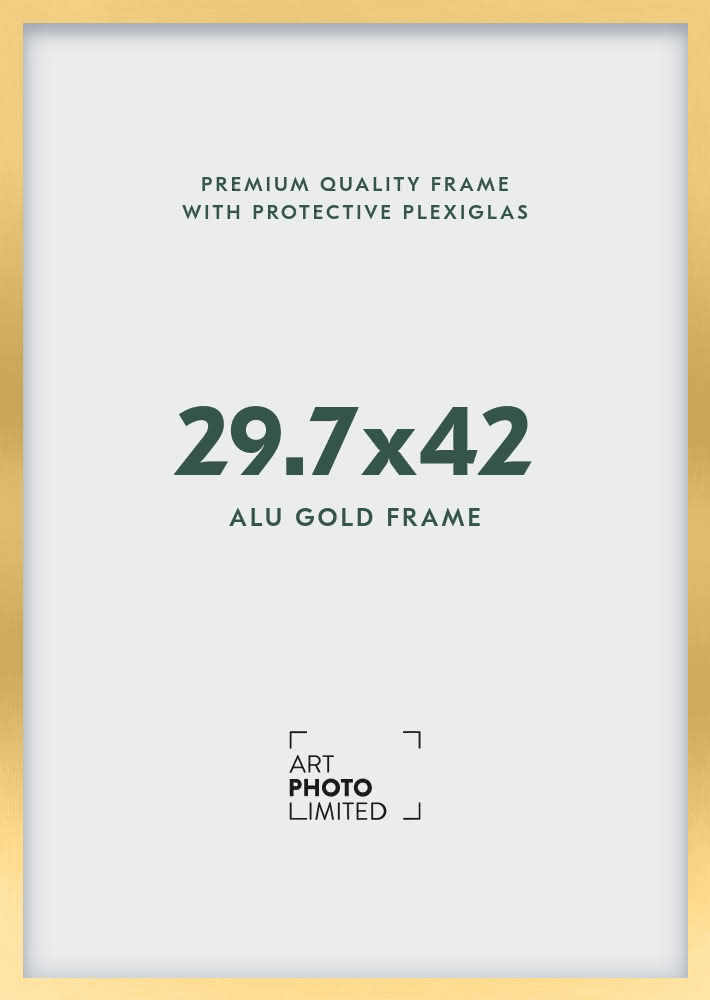 PREMIUM QUALITY FRAME
WITH PROTECTIVE PLEXIGLAS
29.7x42
ALU GOLD FRAME
ART
PHOTO
LIMITED